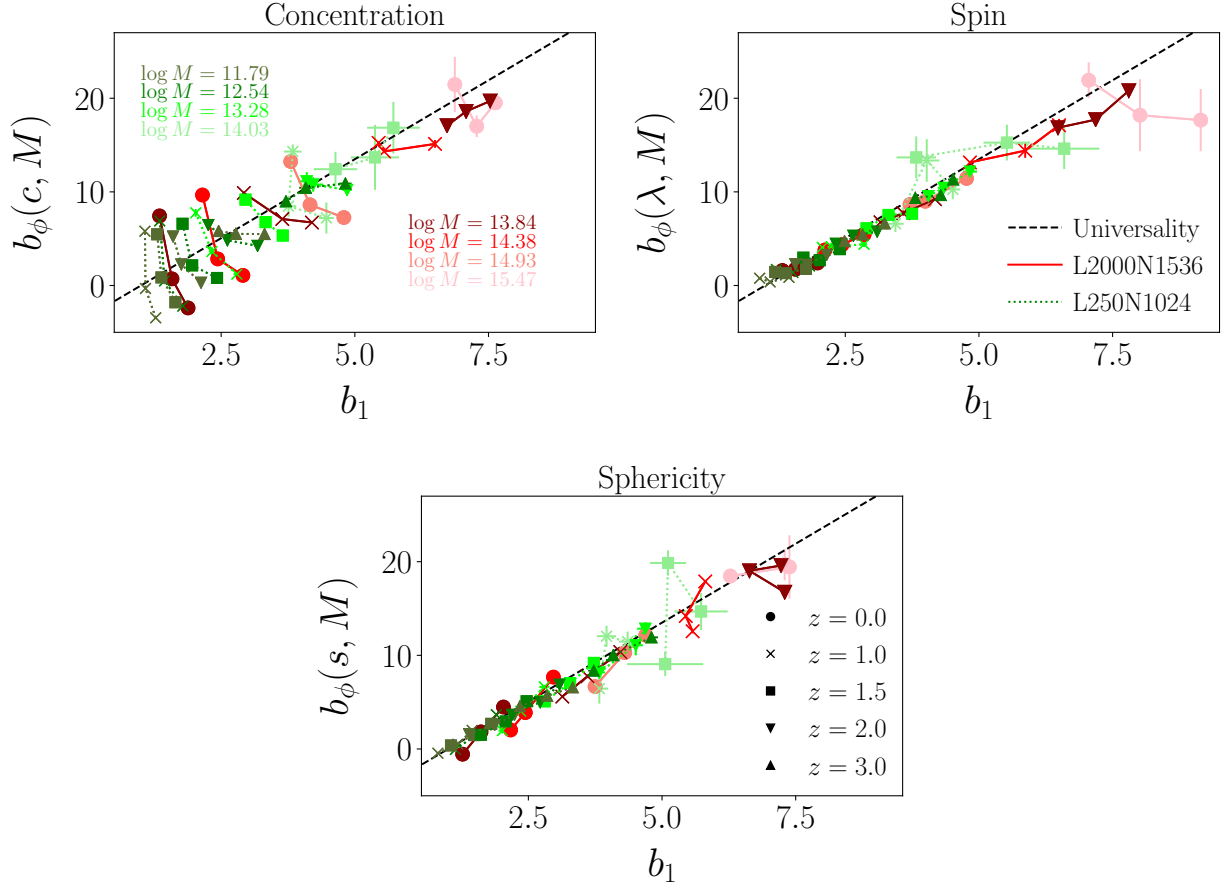 Concentration
Spin
20
10
0
b_ϕ(c, M)
log M = 11.79
log M = 12.54
log M = 13.28
log M = 14.03
log M = 13.84
log M = 14.38
log M = 14.93
log M = 15.47
2.5 5.0 7.5
b_1
20
10
0
b_ϕ(λ, M)
Universality
L2000N1536
L250N1024
2.5 5.0 7.5
b_1
Sphericity
20
10
0
b_ϕ(s, M)
z = 0.0
z = 1.0
z = 1.5
z = 2.0
z = 3.0
2.5 5.0 7.5
b_1